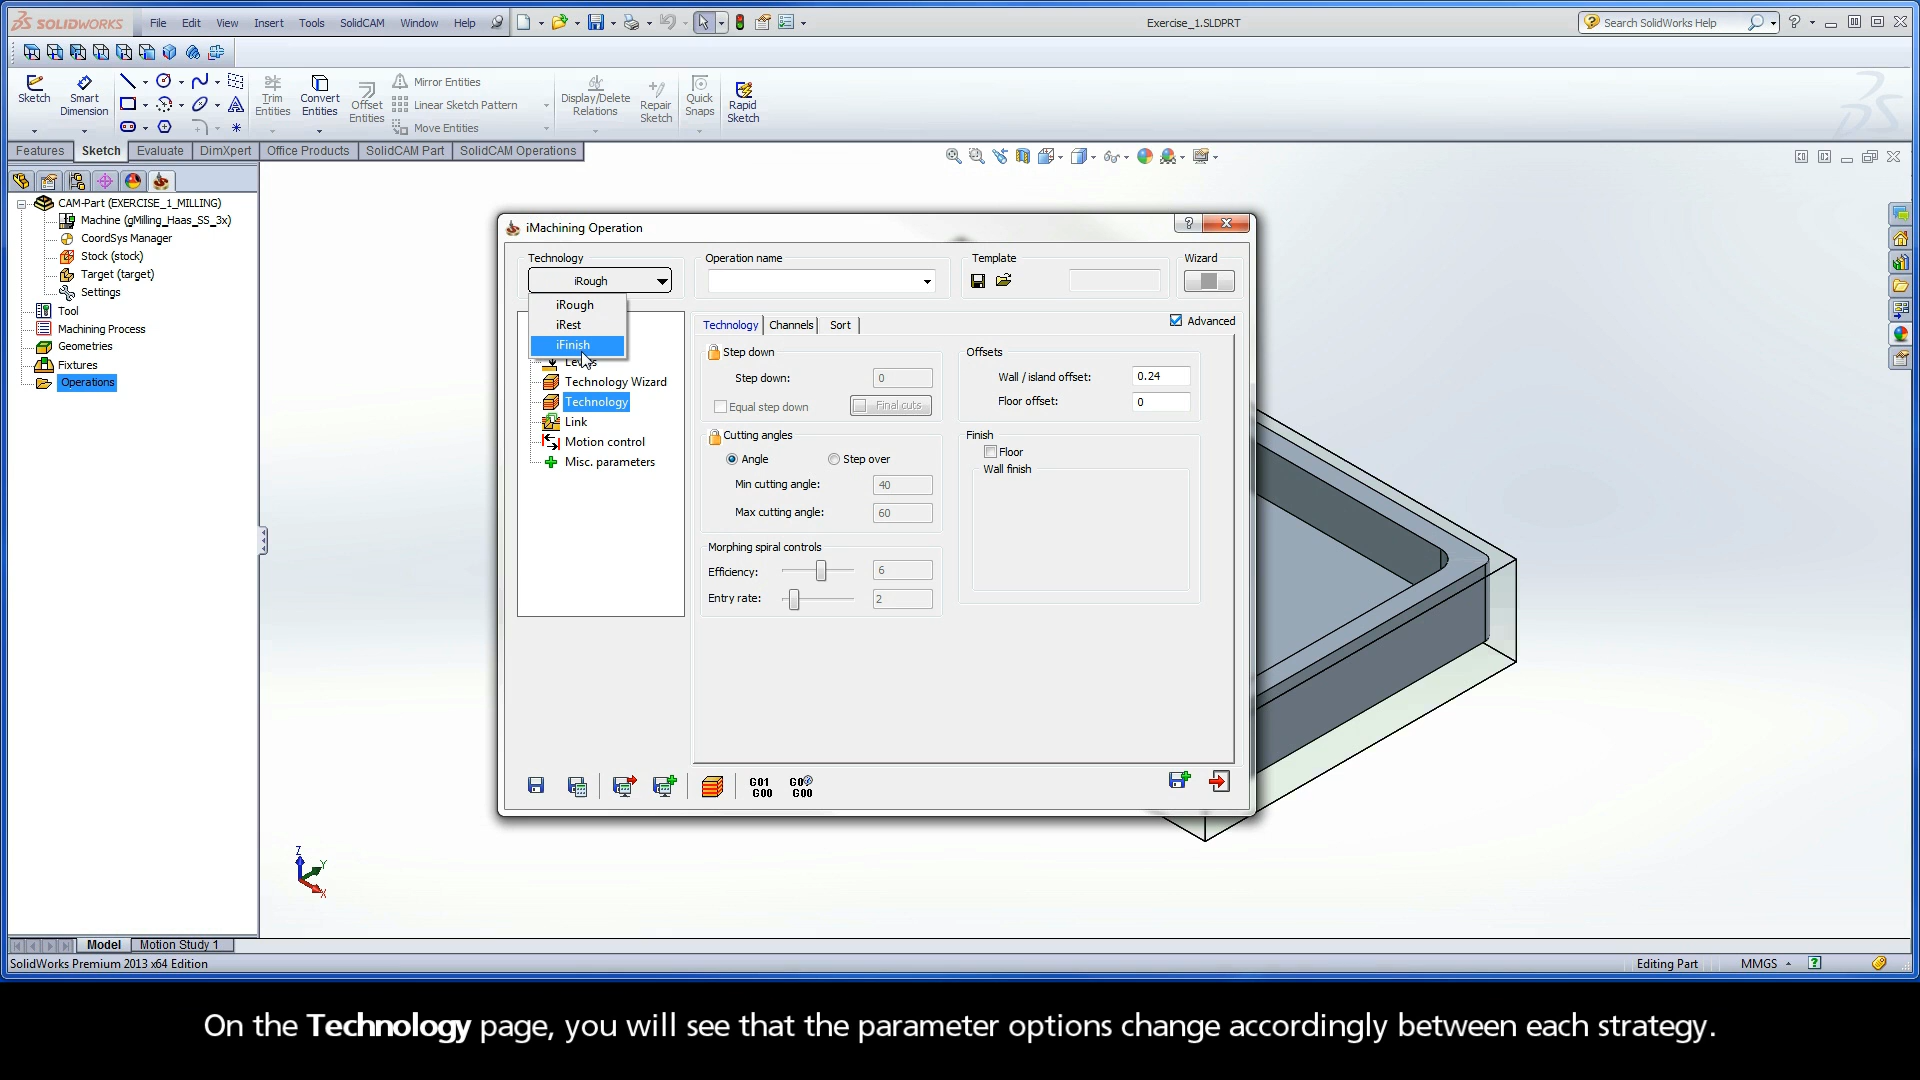 SOLIDWORKS File Edit View Insert Tools SolidCAM Window Help Exercise_1.SLDPRT Search SolidWorks Help
Sketch Smart Dimension Trim Entities Convert Entities Offset Entities Mirror Entities Linear Sketch Pattern Move Entities Display/Delete Relations Repair Sketch Quick Snaps Rapid Sketch
Features Sketch Evaluate DimXpert Office Products SolidCAM Part SolidCAM Operations
CAM-Part (EXERCISE_1_MILLING)
Machine (gMilling_Haas_SS_3x)
CoordSys Manager
Stock (stock)
Target (target)
Settings
Tool
Machining Process
Geometries
Fixtures
Operations
iMachining Operation
Technology Operation name Template Wizard
iRough
iRough
iRest
iFinish
Technology Wizard
Technology
Link
Motion control
Misc. parameters
Technology Channels Sort Advanced
Step down
Step down: 0
Equal step down Final cuts
Cutting angles
Angle Step over
Min cutting angle: 40
Max cutting angle: 60
Morphing spiral controls
Efficiency: 6
Entry rate: 2
Offsets
Wall / island offset: 0.24
Floor offset: 0
Finish
Floor
Wall finish
G01 G00
G00
Z
Y
X
Model Motion Study 1
SolidWorks Premium 2013 x64 Edition Editing Part MMGS
On the Technology page, you will see that the parameter options change accordingly between each strategy.